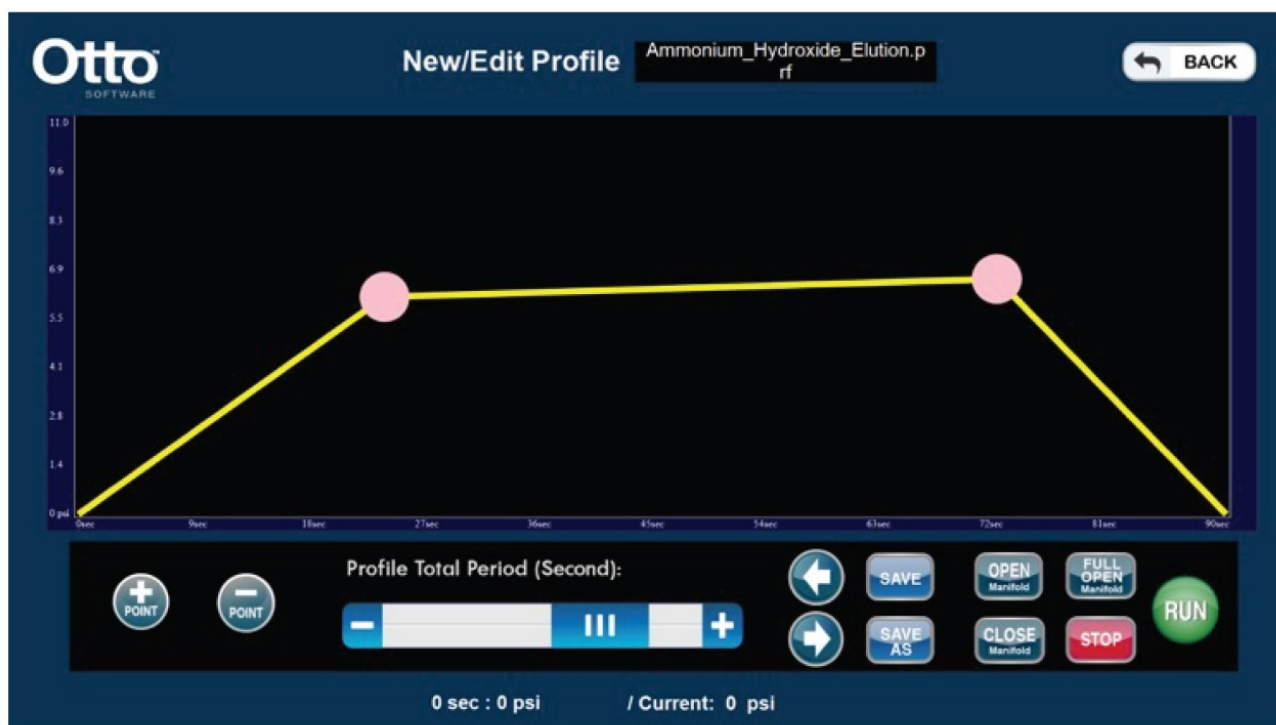 Otto™
SOFTWARE
New/Edit Profile
Ammonium_Hydroxide_Elution.p
rf
BACK
11.0
9.6
8.3
6.9
5.5
4.1
2.8
1.4
0 psi
0sec 9sec 18sec 27sec 36sec 45sec 54sec 63sec 72sec 81sec 90sec
+
POINT
−
POINT
Profile Total Period (Second):
SAVE
OPEN
Manifold
FULL
OPEN
Manifold
RUN
SAVE
AS
CLOSE
Manifold
STOP
0 sec : 0 psi / Current: 0 psi